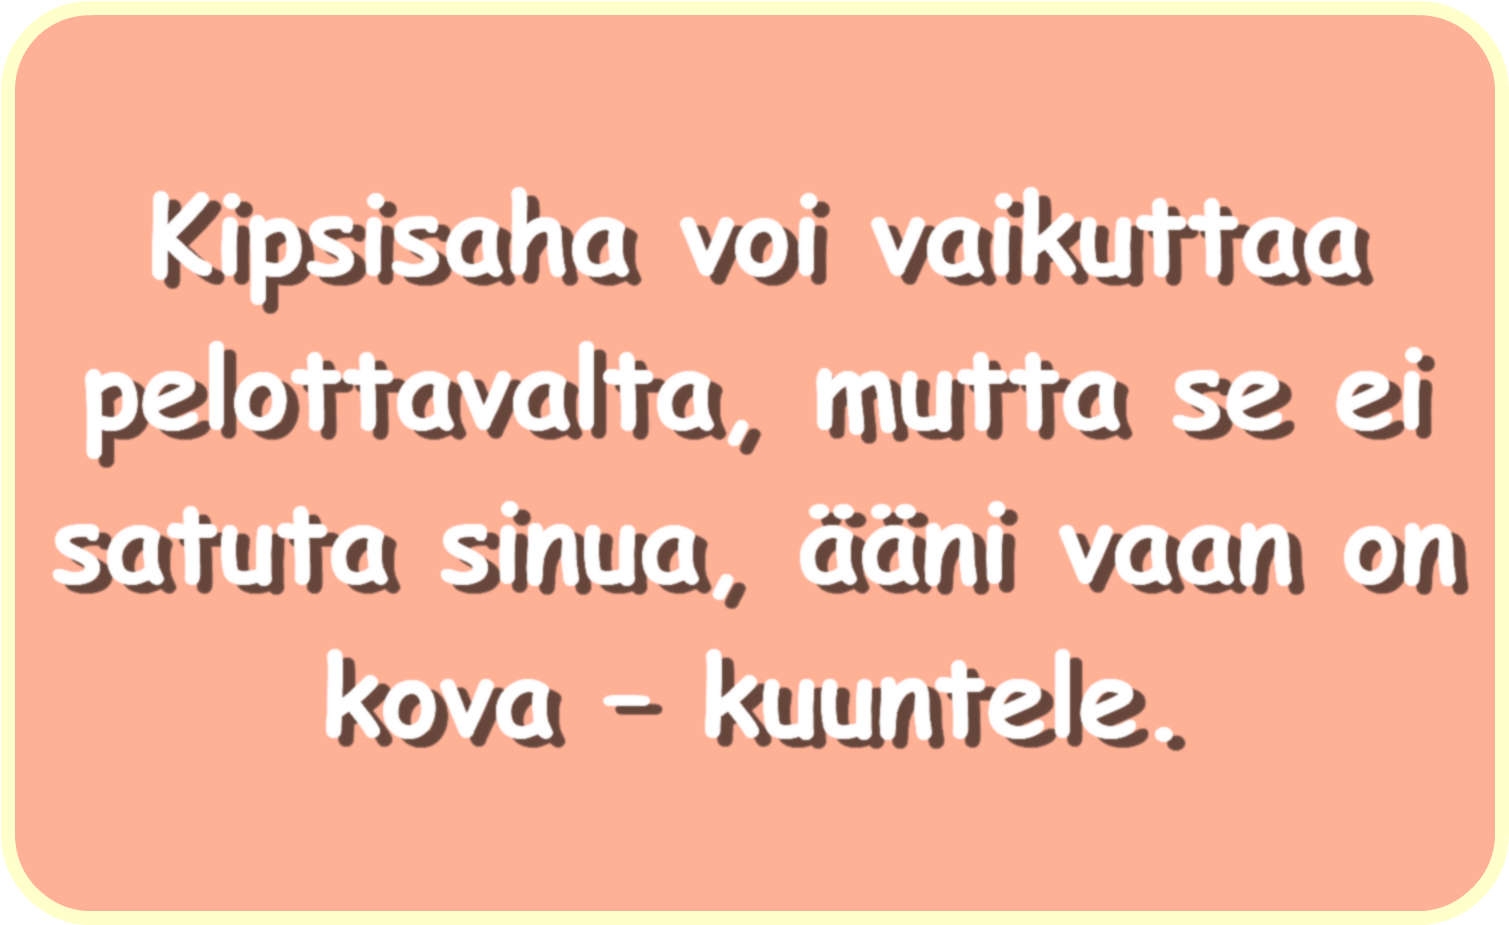 Kipsisaha voi vaikuttaa
pelottavalta, mutta se ei
satuta sinua, ääni vaan on
kova – kuuntele.